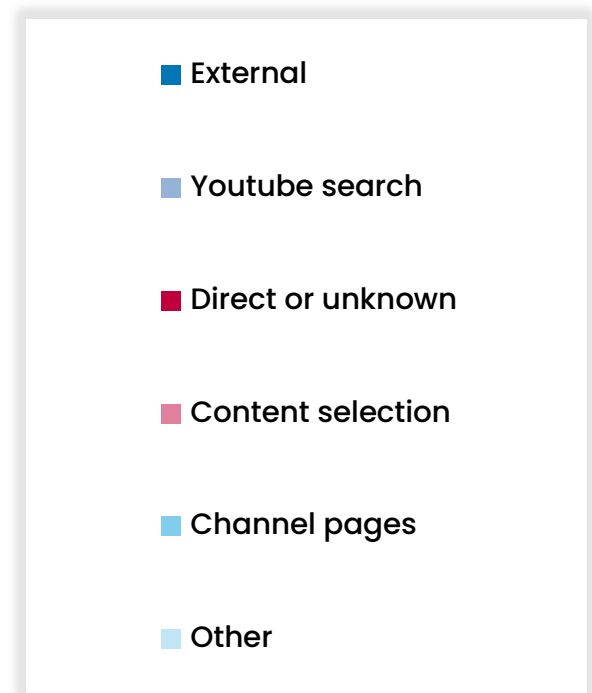 External
Youtube search
Direct or unknown
Content selection
Channel pages
Other